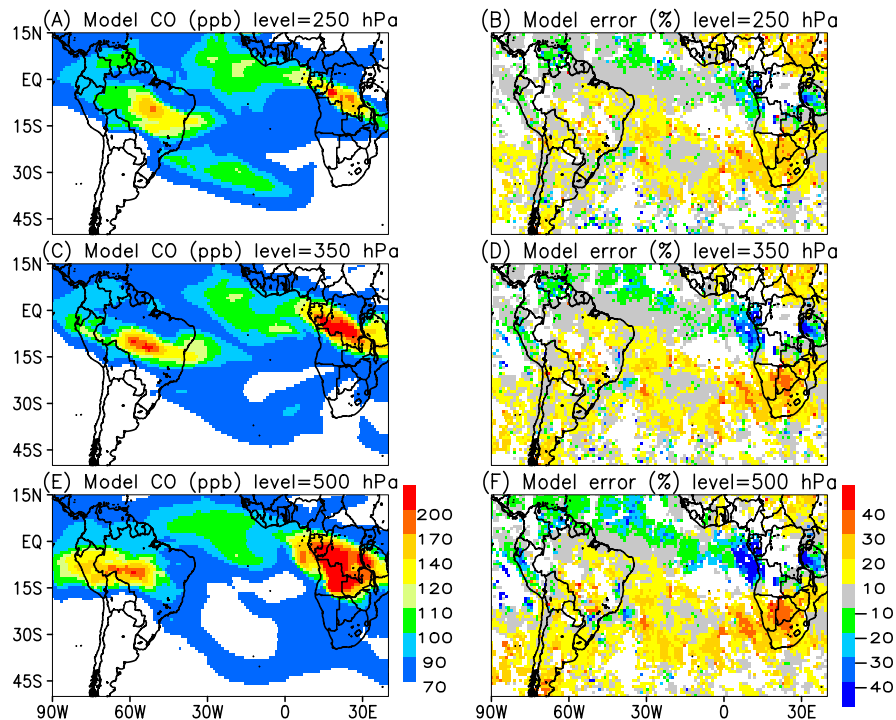 (A) Model CO (ppb) level=250 hPa
(B) Model error (%) level=250 hPa
15N
EQ
15S
30S
45S
(C) Model CO (ppb) level=350 hPa
(D) Model error (%) level=350 hPa
15N
EQ
15S
30S
45S
(E) Model CO (ppb) level=500 hPa
(F) Model error (%) level=500 hPa
15N
EQ
15S
30S
45S
90W 60W 30W 0 30E
200
170
140
120
110
100
90
70
90W 60W 30W 0 30E
40
30
20
10
−10
−20
−30
−40